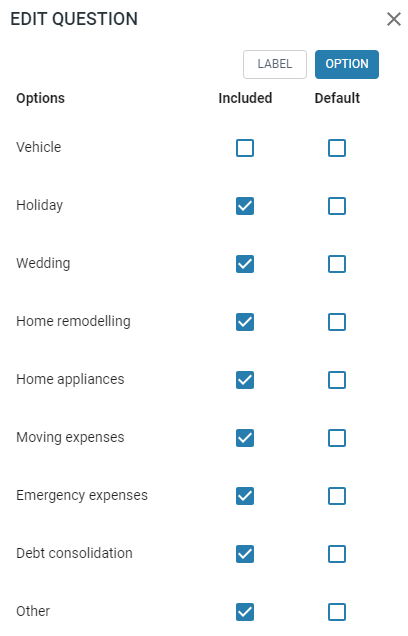 EDIT QUESTION
LABEL OPTION
Options Included Default
Vehicle
Holiday
Wedding
Home remodelling
Home appliances
Moving expenses
Emergency expenses
Debt consolidation
Other